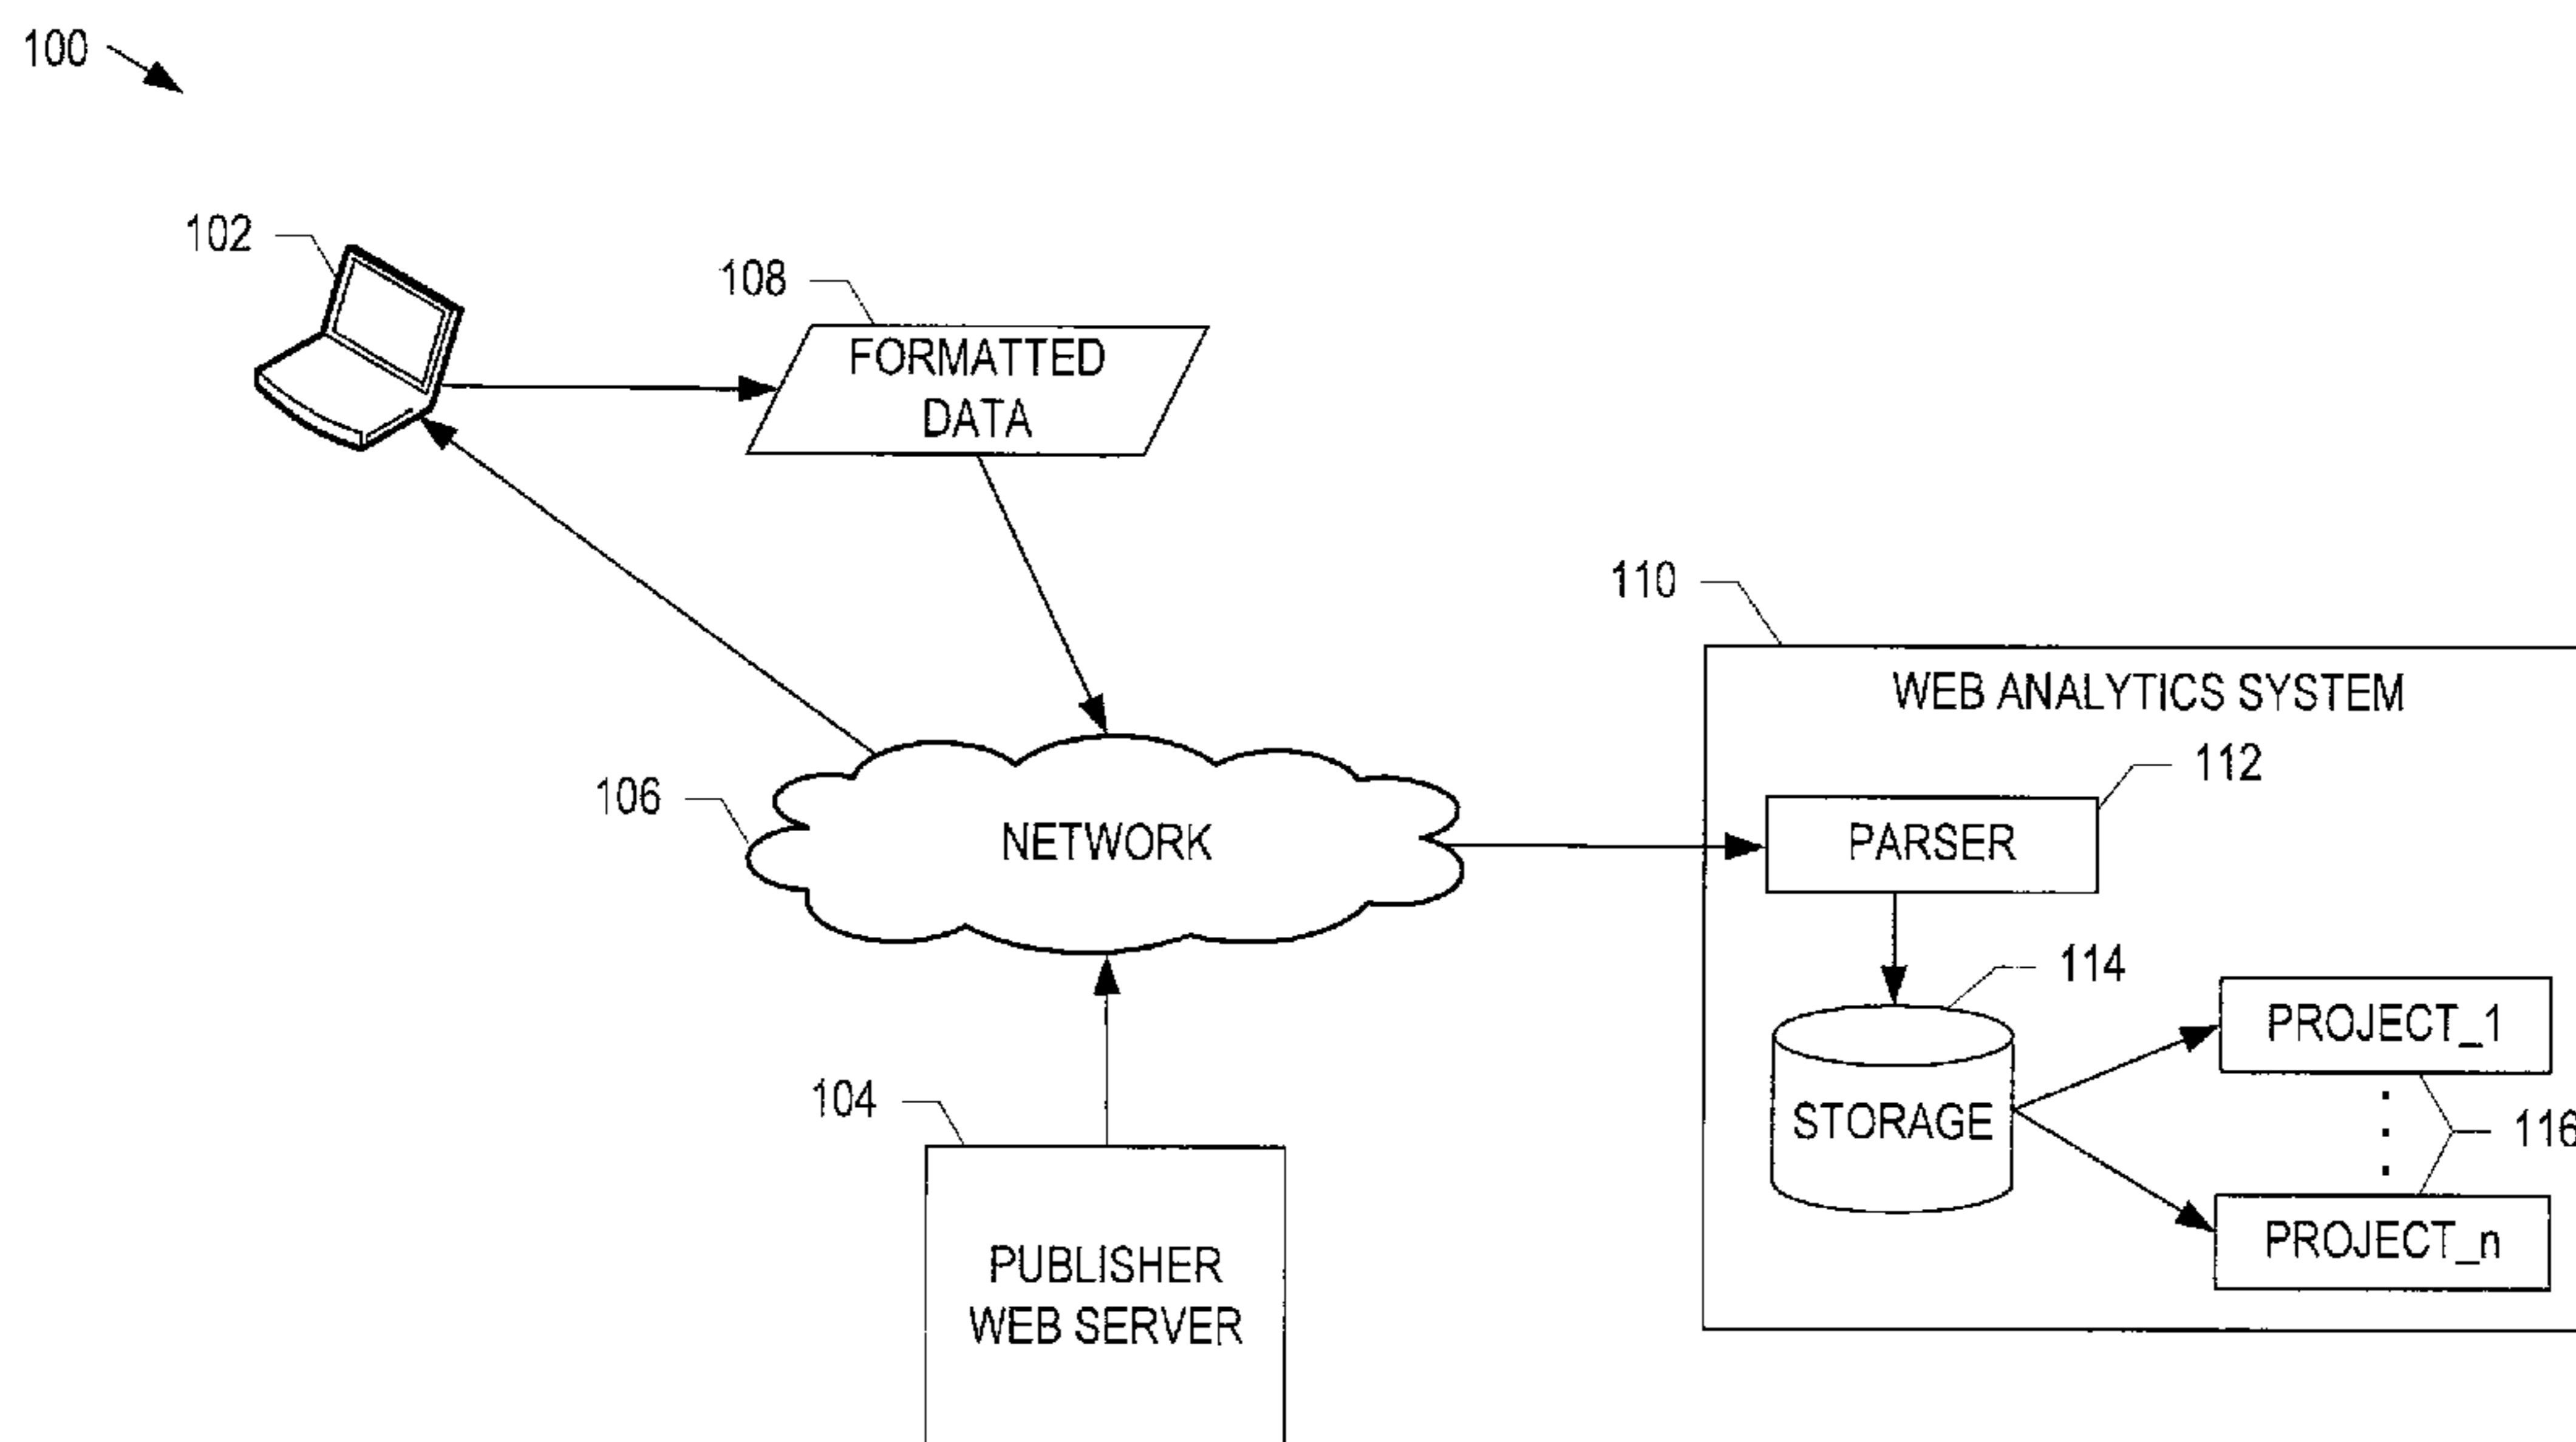 100
102
108
FORMATTED
DATA
110
WEB ANALYTICS SYSTEM
112
106
NETWORK
PARSER
114
PROJECT_1
104
STORAGE
116
PROJECT_n
PUBLISHER
WEB SERVER